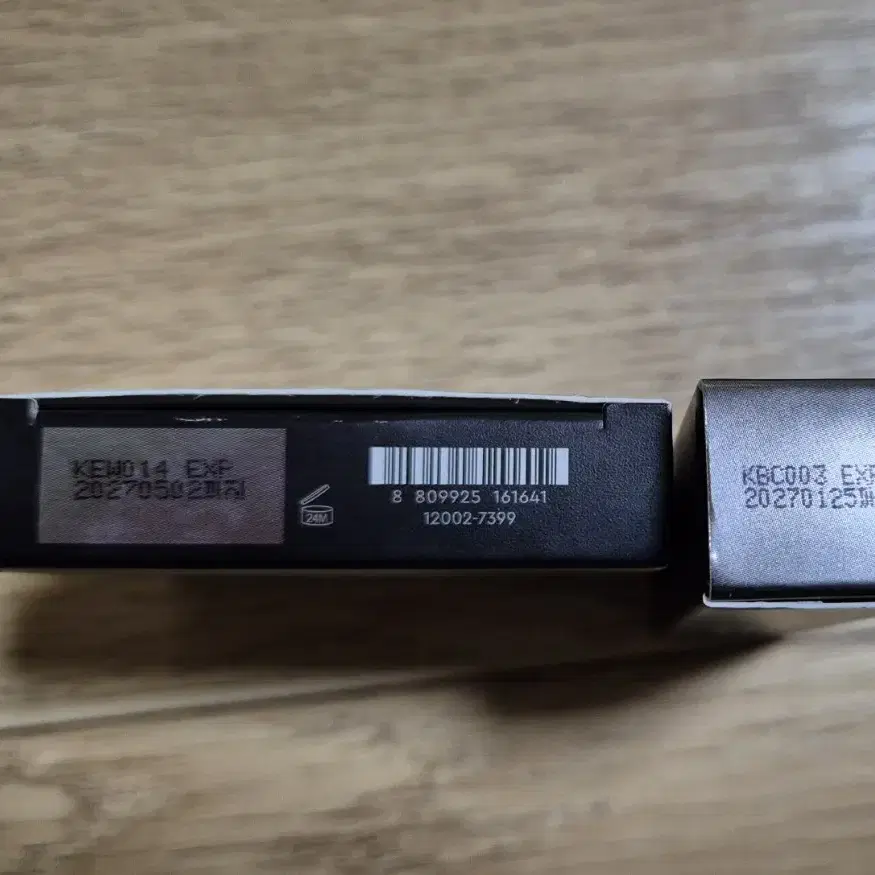 KEW014 EXP
20270502까지
24M
8 809925 161641
12002-7399
KBC003 EXP
20270125까